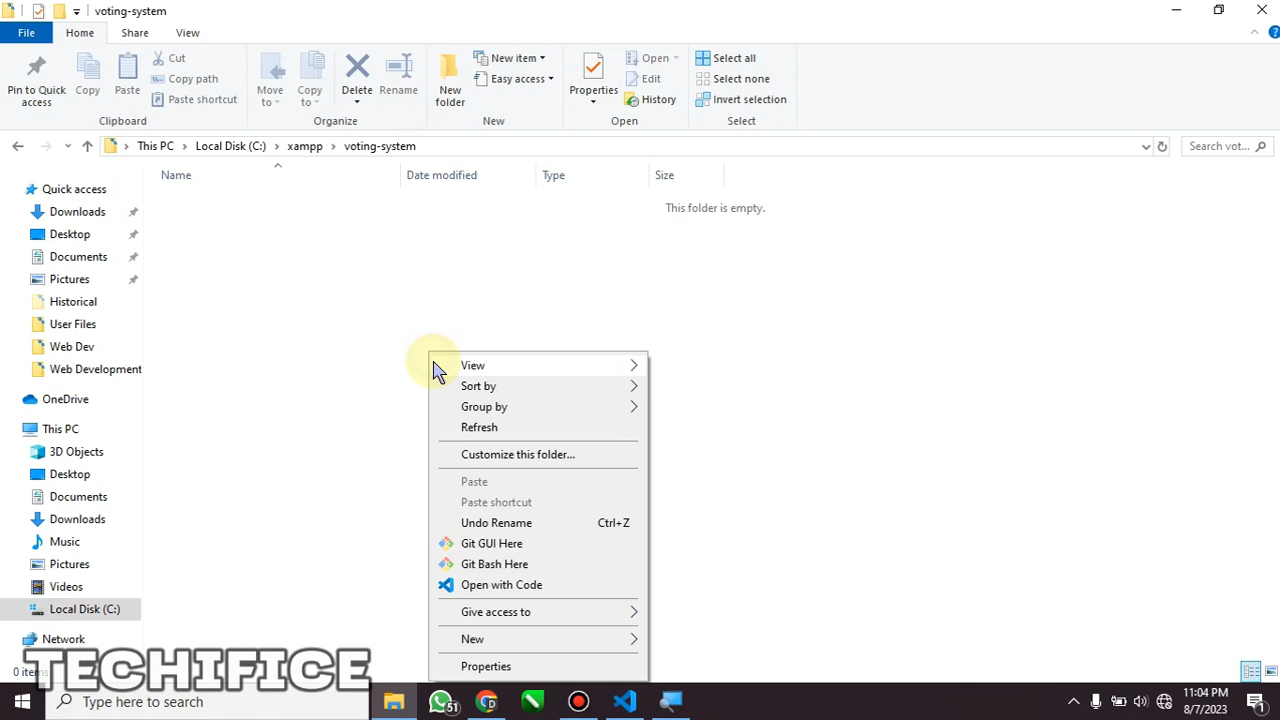 voting-system
File
Home
Share
View
Pin to Quick access
Copy
Paste
Cut
Copy path
Paste shortcut
Clipboard
Move to
Copy to
Delete
Rename
Organize
New folder
New item
Easy access
New
Properties
Open
Edit
History
Open
Select all
Select none
Invert selection
Select
This PC
Local Disk (C:)
xampp
voting-system
Search vot...
Name
Date modified
Type
Size
This folder is empty.
Quick access
Downloads
Desktop
Documents
Pictures
Historical
User Files
Web Dev
Web Development
OneDrive
This PC
3D Objects
Desktop
Documents
Downloads
Music
Pictures
Videos
Local Disk (C:)
Network
View
Sort by
Group by
Refresh
Customize this folder...
Paste
Paste shortcut
Undo Rename Ctrl+Z
Git GUI Here
Git Bash Here
Open with Code
Give access to
New
Properties
TECHIFICE
Type here to search
51
11:04 PM
8/7/2023
1